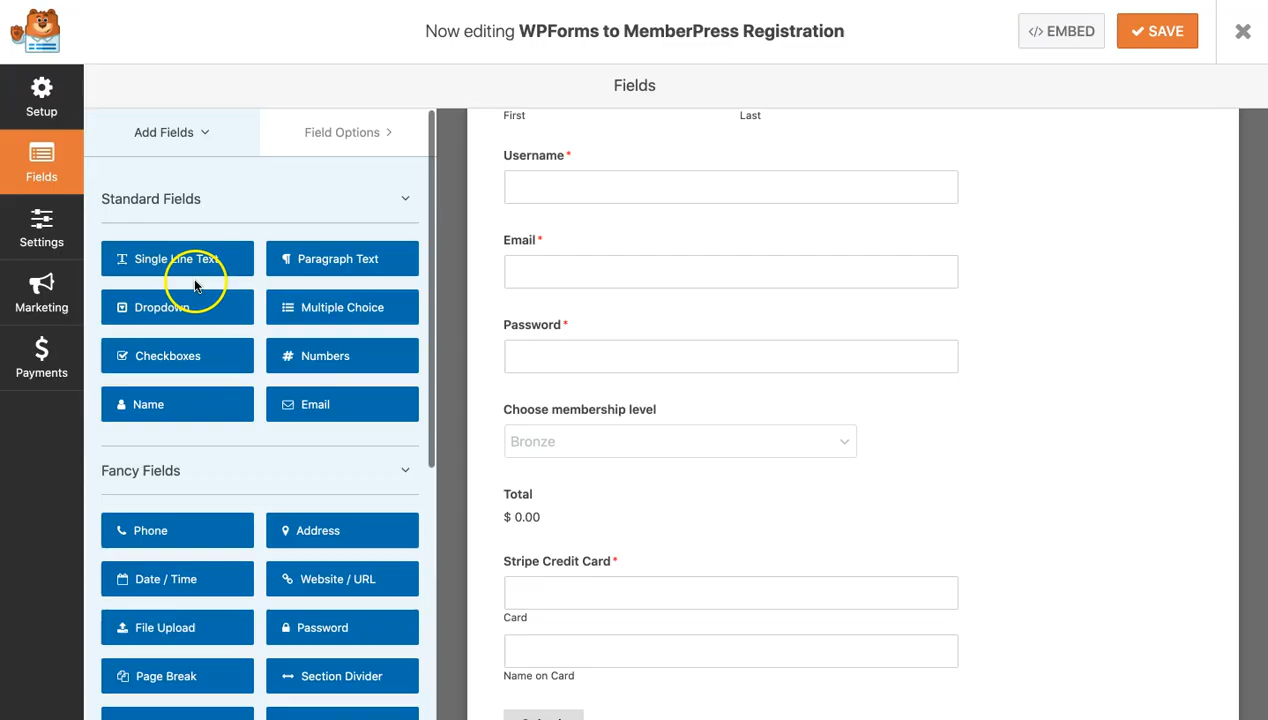 Now editing WPForms to MemberPress Registration
</> EMBED
SAVE
Setup
Fields
Settings
Marketing
Payments
Fields
Add Fields
Field Options
Standard Fields
Single Line Text
Paragraph Text
Dropdown
Multiple Choice
Checkboxes
Numbers
Name
Email
Fancy Fields
Phone
Address
Date / Time
Website / URL
File Upload
Password
Page Break
Section Divider
First
Last
Username*
Email*
Password*
Choose membership level
Bronze
Total
$ 0.00
Stripe Credit Card*
Card
Name on Card